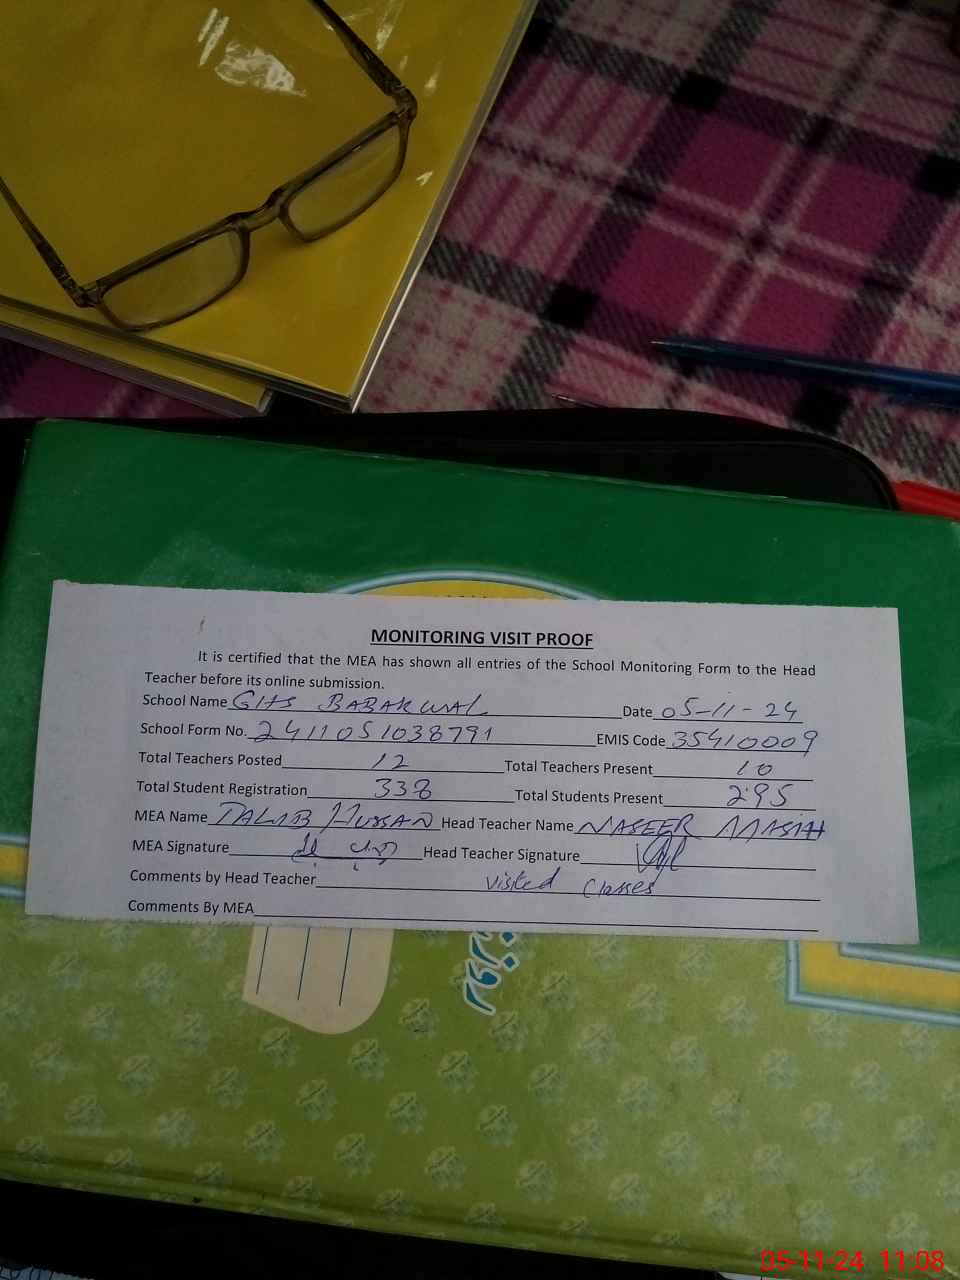 MONITORING VISIT PROOF
It is certified that the MEA has shown all entries of the School Monitoring Form to the Head
Teacher before its online submission.
School Name GHS BABAKWAL Date 05-11-24
School Form No. 2411051038791 EMIS Code 35410009
Total Teachers Posted 12 Total Teachers Present 10
Total Student Registration 338 Total Students Present 295
MEA Name TALIB HUSSAN Head Teacher Name NASEER MASIH
MEA Signature Head Teacher Signature
Comments by Head Teacher Visited Classes
Comments By MEA
05-11-24 11:08